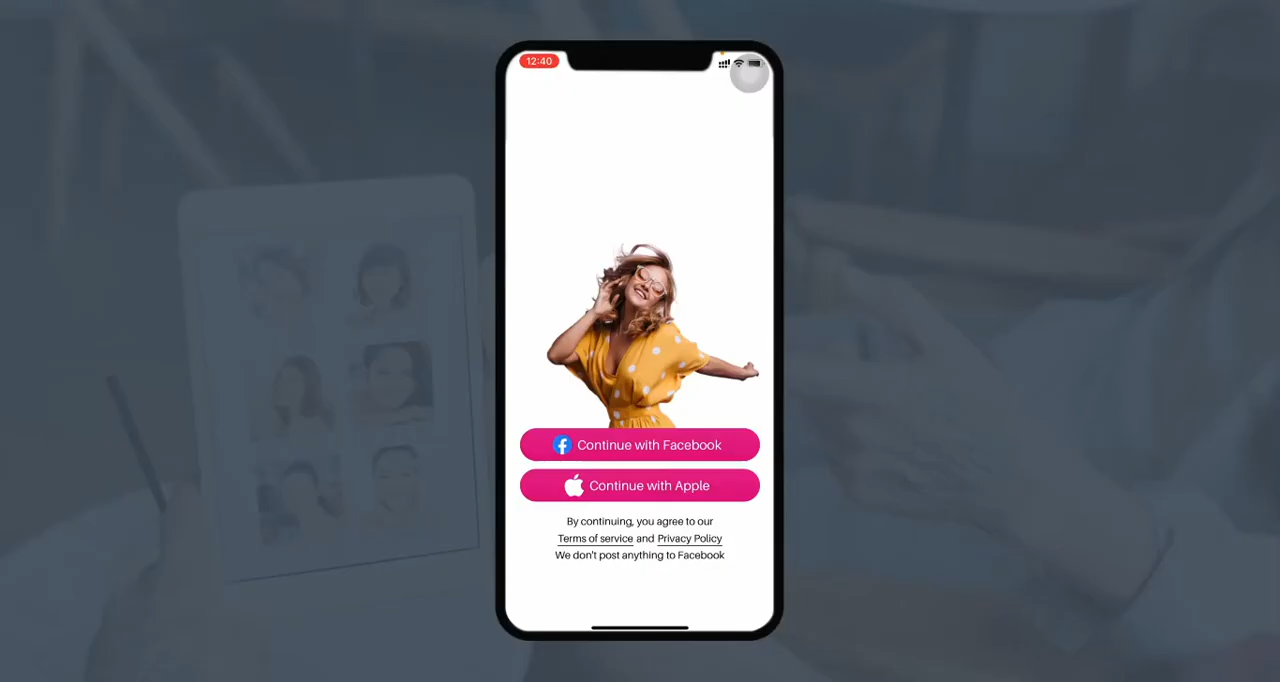 12:40
Continue with Facebook
Continue with Apple
By continuing, you agree to our
Terms of service and Privacy Policy
We don't post anything to Facebook